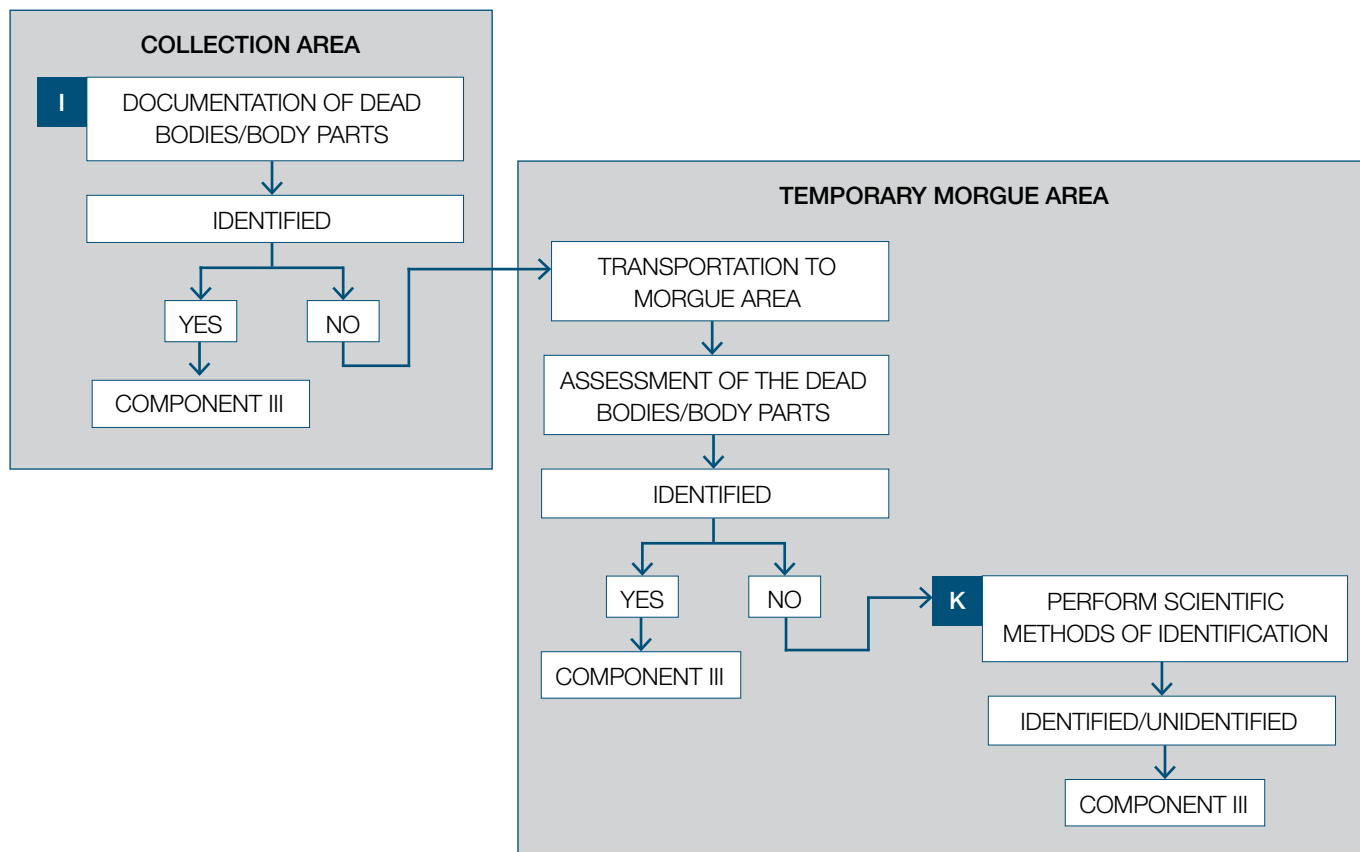 COLLECTION AREA
I
DOCUMENTATION OF DEAD
BODIES/BODY PARTS
IDENTIFIED
YES
NO
COMPONENT III
TEMPORARY MORGUE AREA
TRANSPORTATION TO
MORGUE AREA
ASSESSMENT OF THE DEAD
BODIES/BODY PARTS
IDENTIFIED
YES
NO
COMPONENT III
K
PERFORM SCIENTIFIC
METHODS OF IDENTIFICATION
IDENTIFIED/UNIDENTIFIED
COMPONENT III